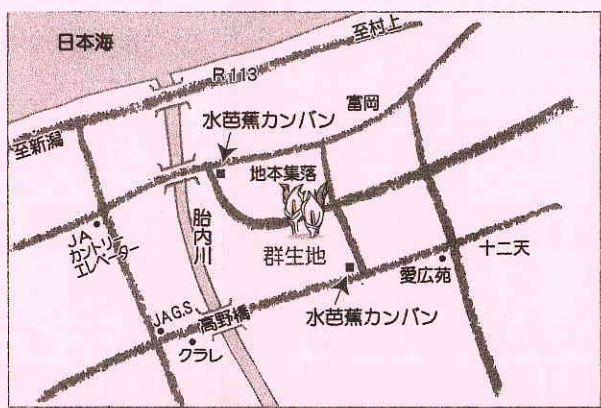 日本海
至村上
R.113
至新潟
富岡
水芭蕉カンバン
地本集落
JA
カントリー
エレベーター
胎内川
群生地
愛広苑
十二天
水芭蕉カンバン
JA.G.S.
高野橋
クラレ